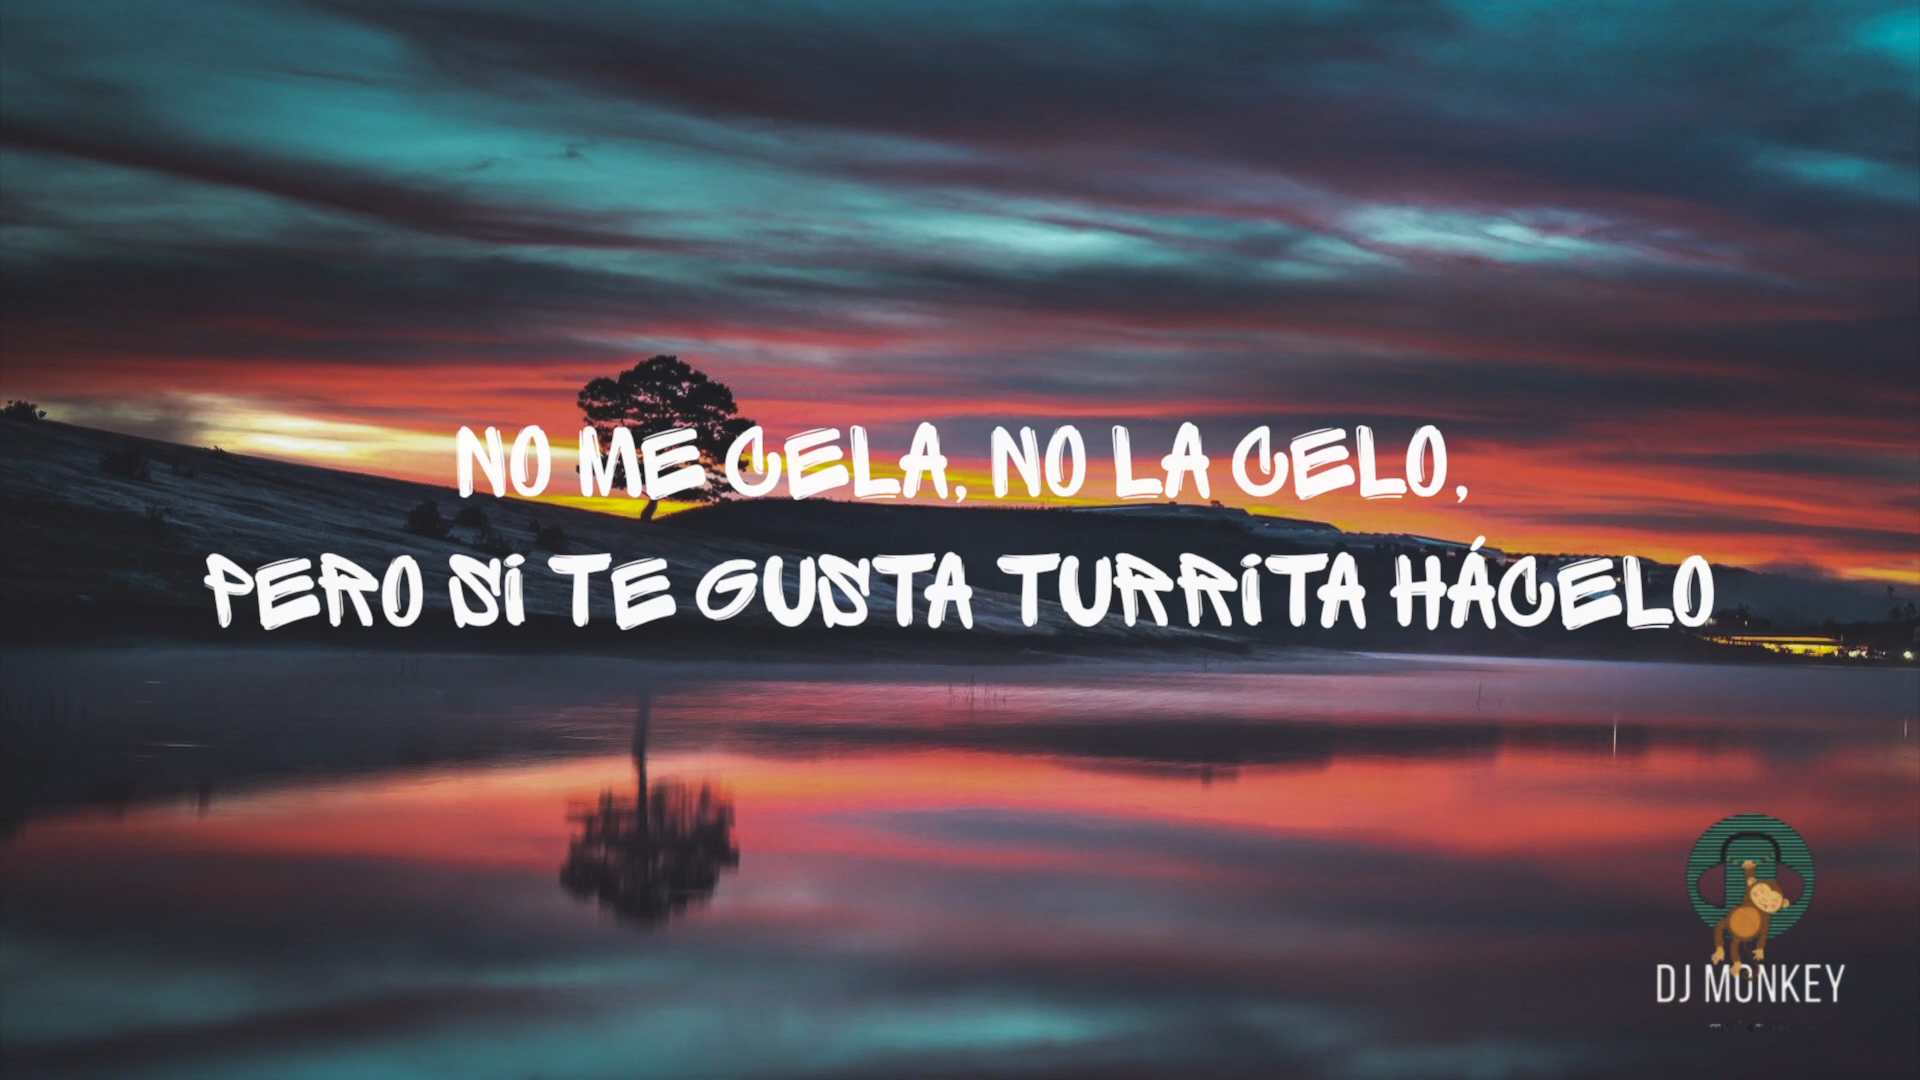 NO ME CELA, NO LA CELO,
PERO SI TE GUSTA TURRITA HÁCELO
DJ MONKEY